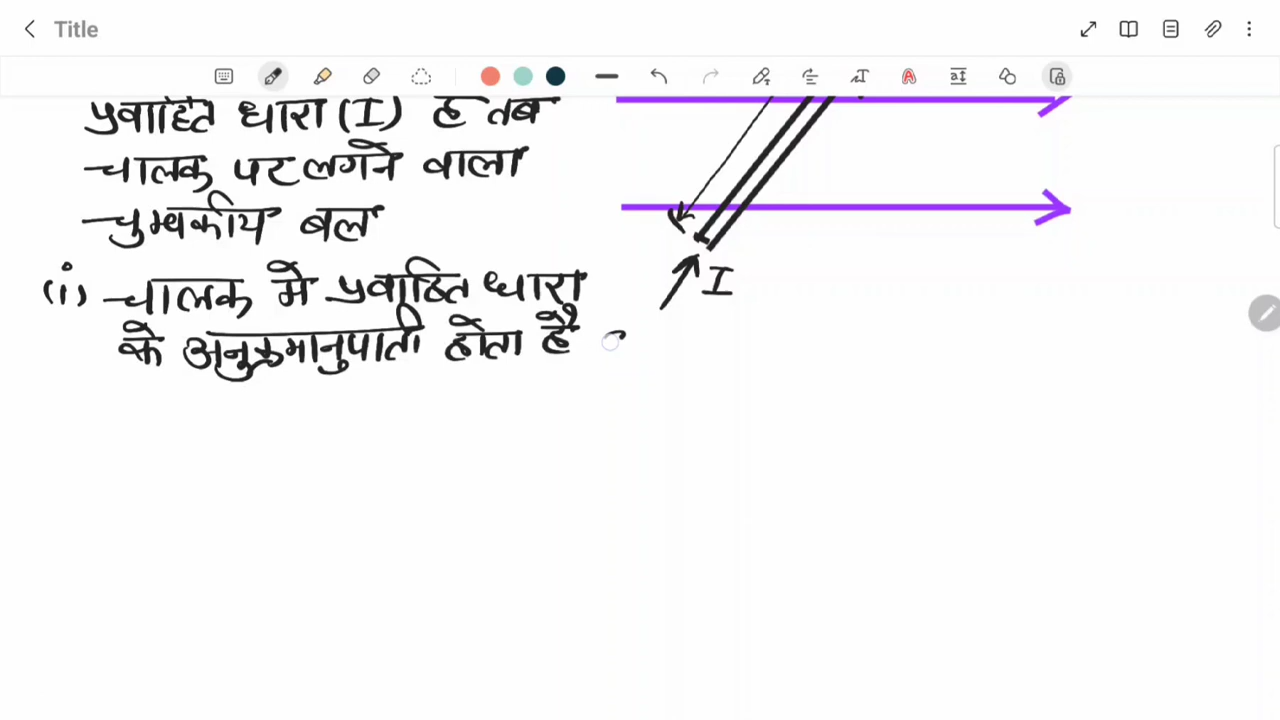 Title
प्रवाहित धारा (I) है तब
चालक पर लगने वाला
चुम्बकीय बल
(i) चालक में प्रवाहित धारा
के अनुक्रमानुपाती होता है
I